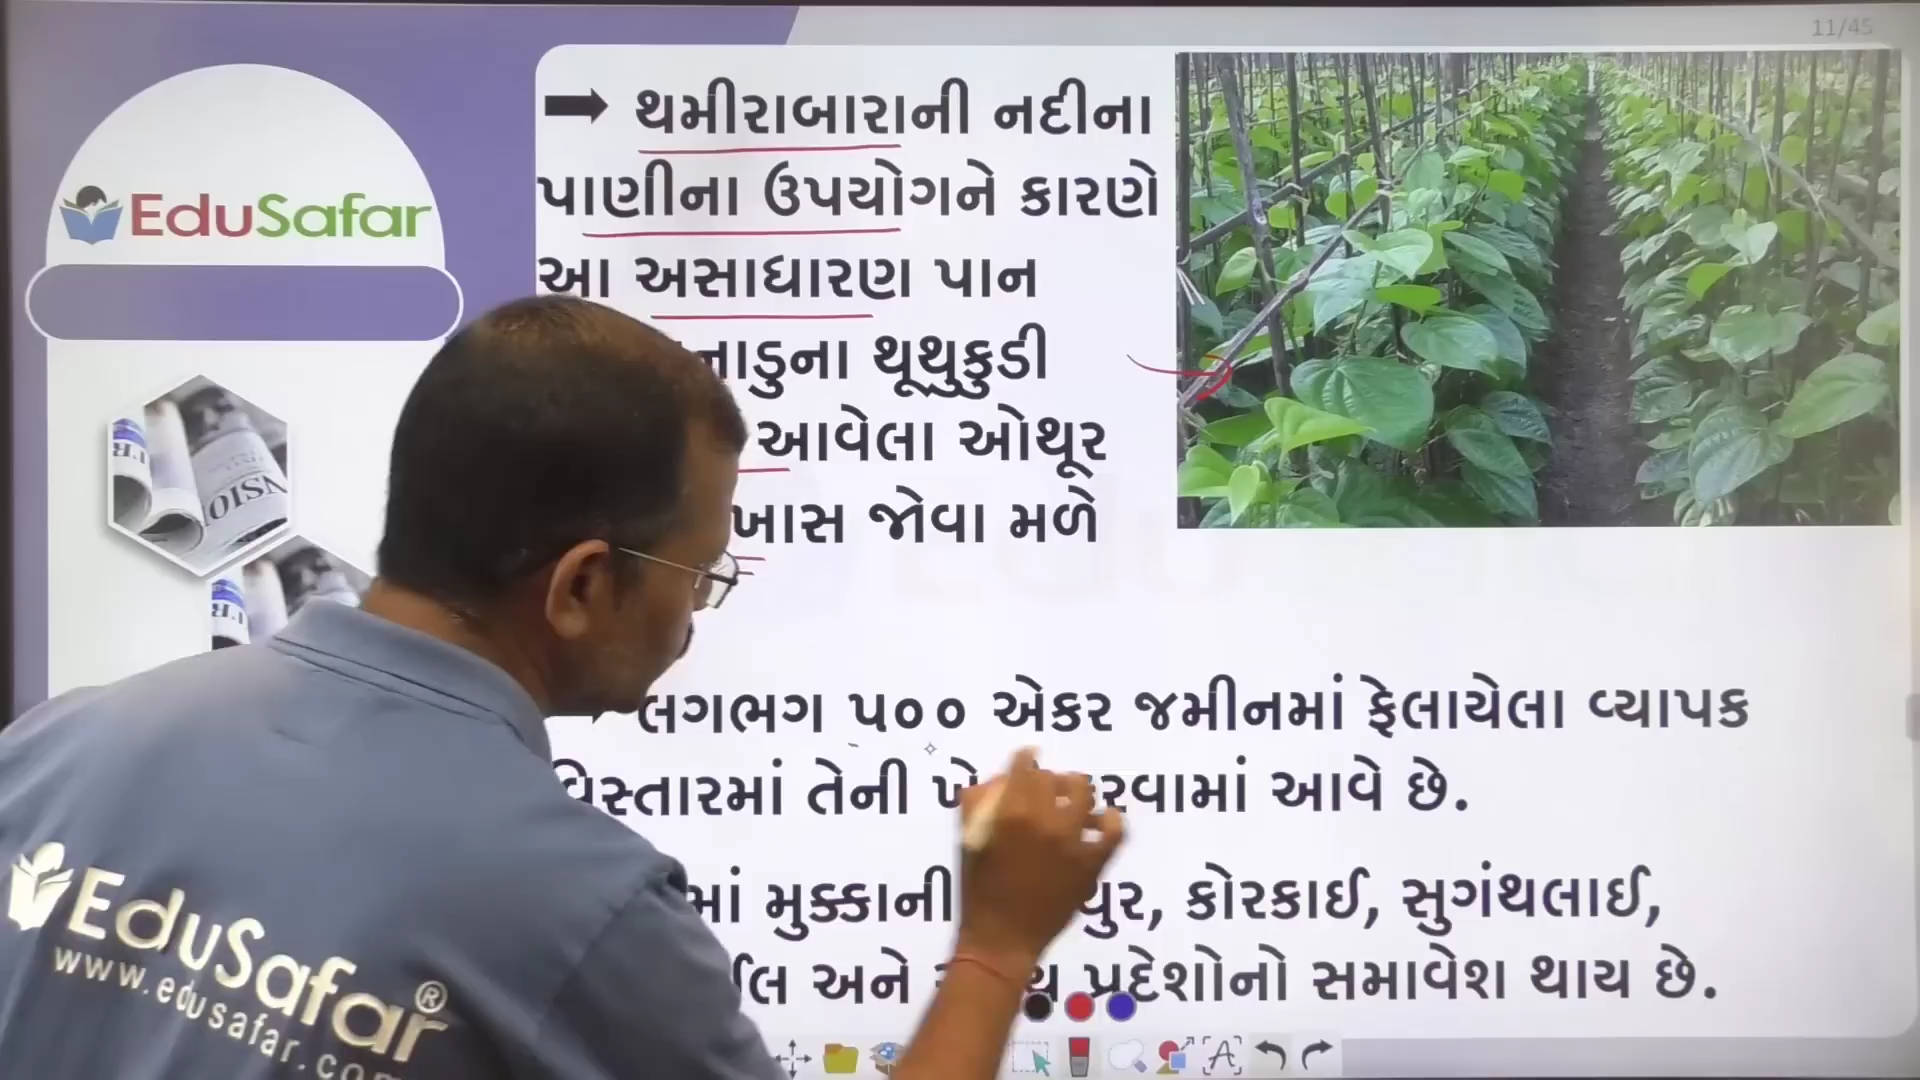 11/45
EduSafar
➡ થમીરાબારાની નદીના
પાણીના ઉપયોગને કારણે
આ અસાધારણ પાન
થૂથુકુડી
આવેલા ઓથૂર
ખાસ જોવા મળે
લગભગ ૫૦૦ એકર જમીનમાં ફેલાયેલા વ્યાપક
વિસ્તારમાં તેની કરવામાં આવે છે.
મુક્કાની કોરકાઈ, સુગંથલાઈ,
અને પ્રદેશોનો સમાવેશ થાય છે.
EduSafar®
www.edusafar.com